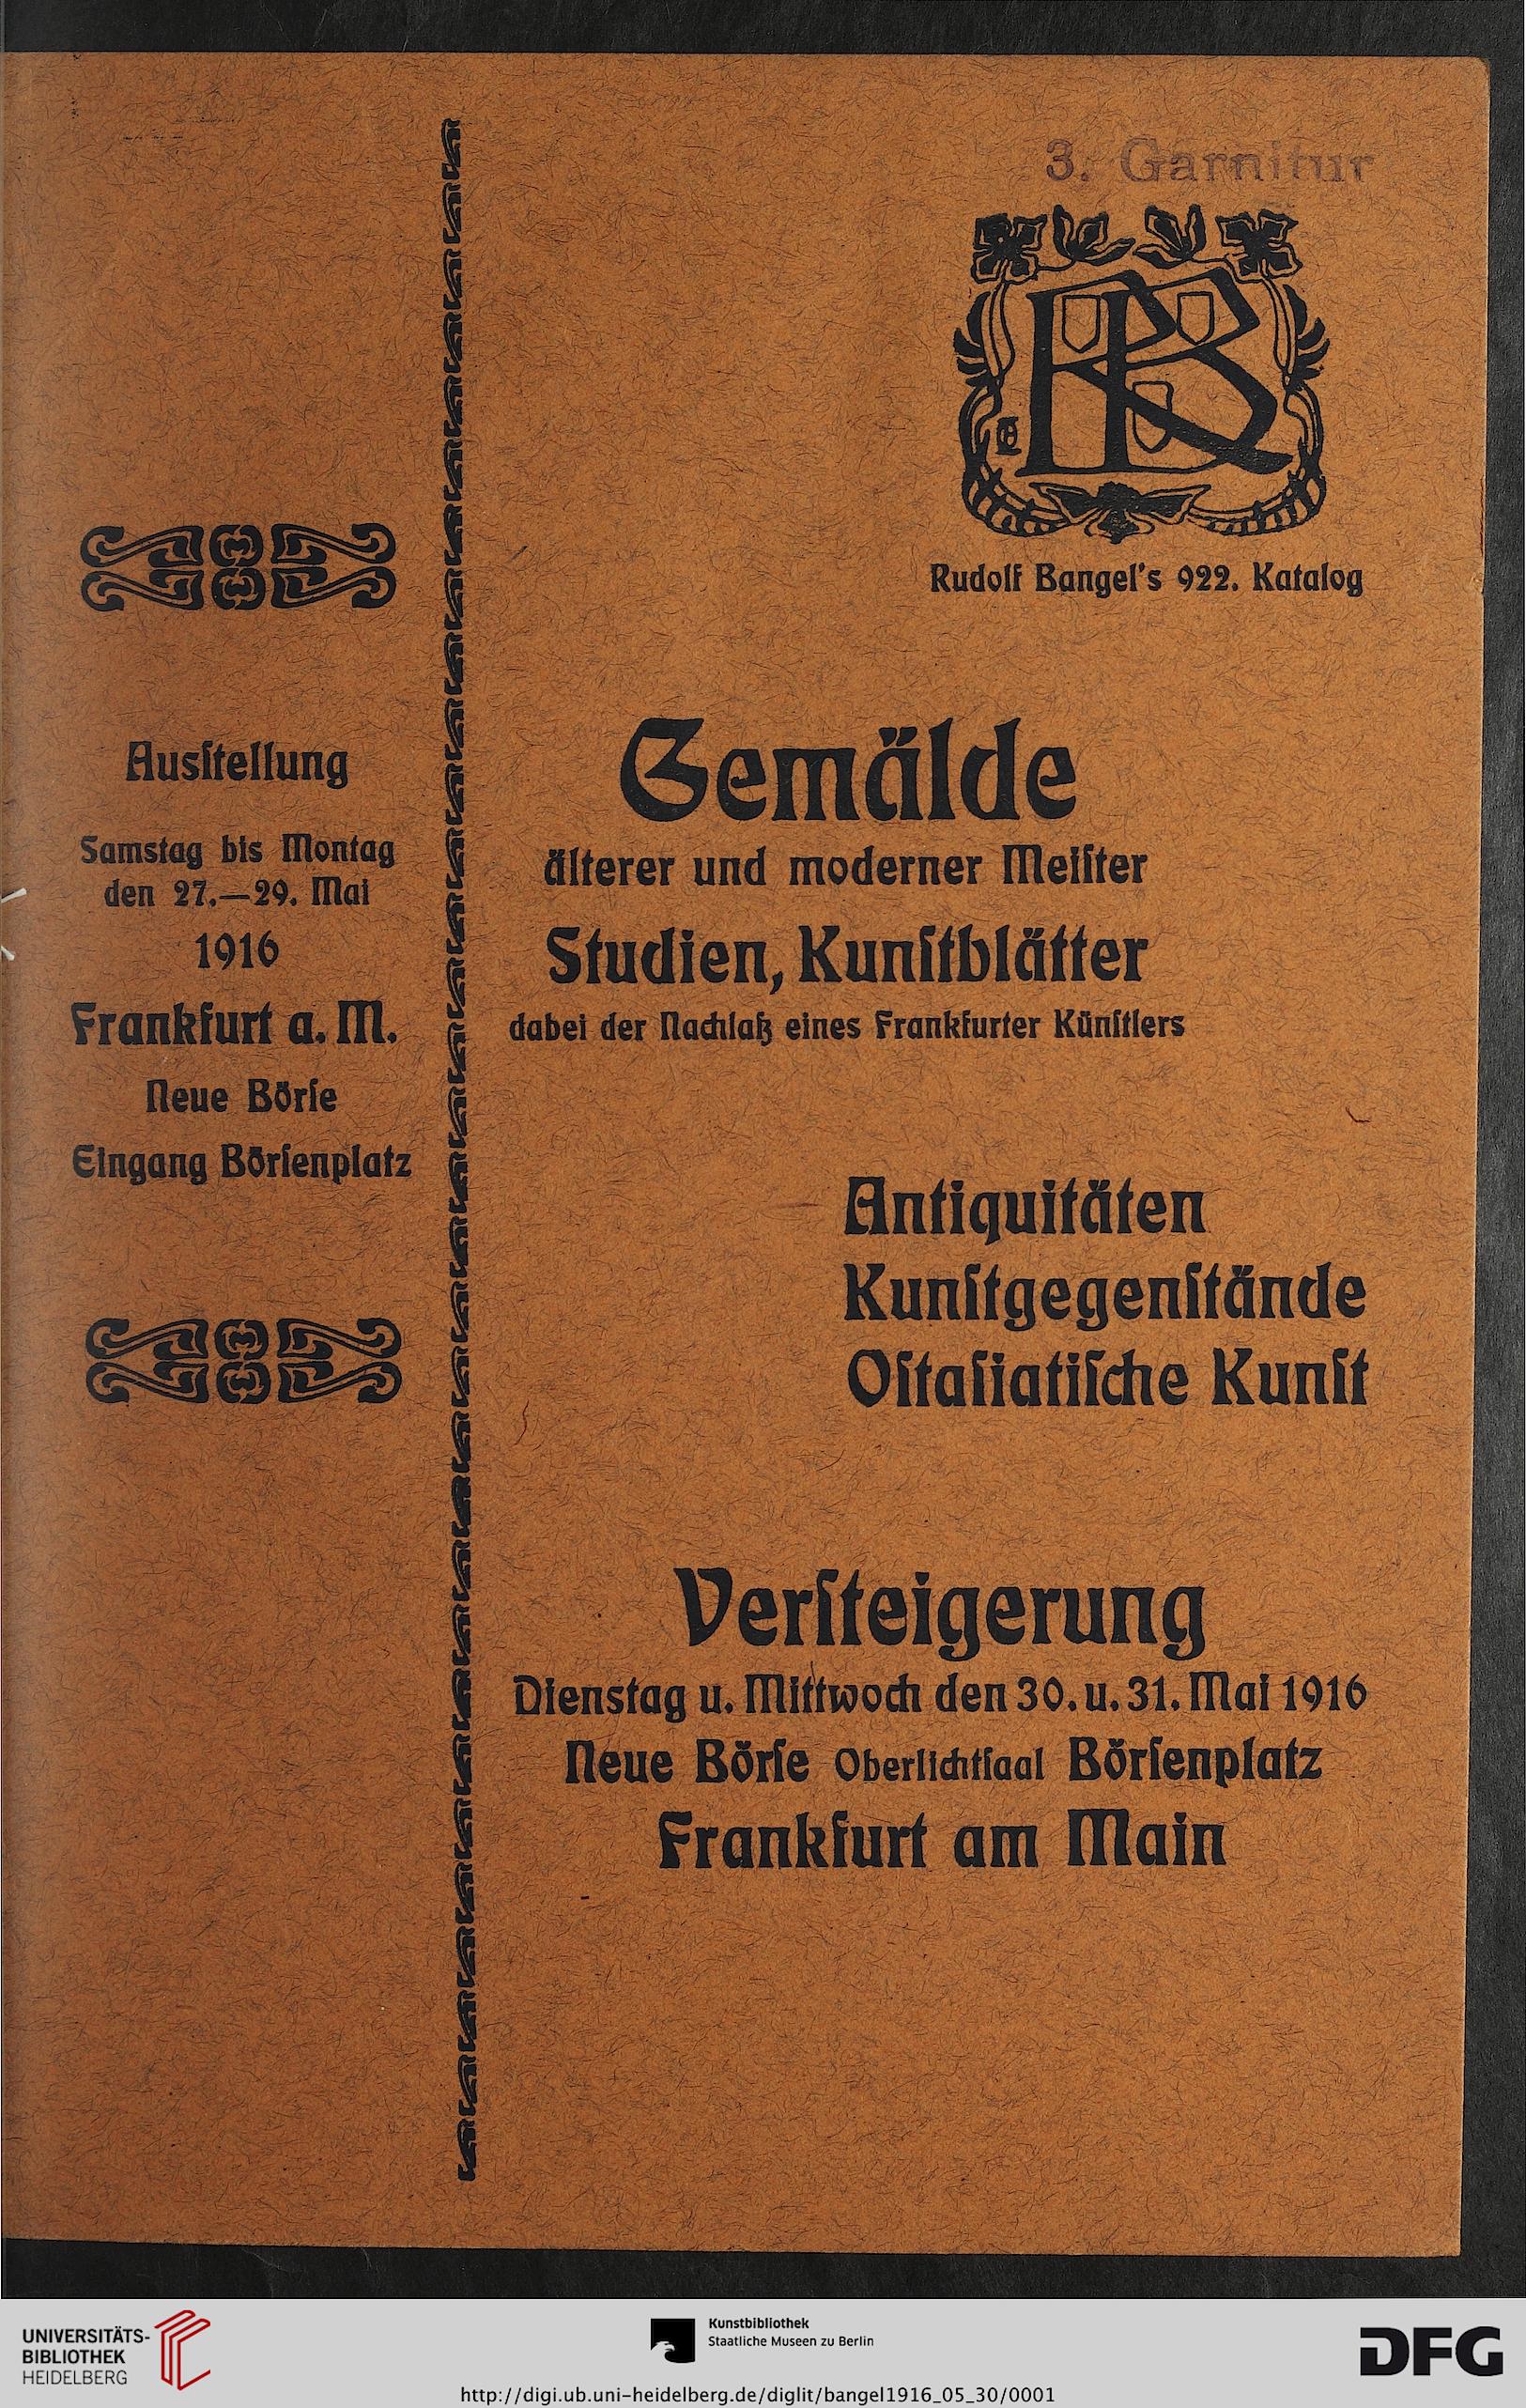 3. Garnitur
RB
Rudolf Bangel's 922. Katalog
Ausſtellung
Samstag bis Montag
den 27.—29. Mai
1916
Frankfurt a. M.
Neue Börſe
Eingang Börſenplatz
Gemälde
älterer und moderner Meiſter
Studien, Kunſtblätter
dabei der Nachlaß eines Frankfurter Künſtlers
Antiquitäten
Kunſtgegenſtände
Oſtaſiatiſche Kunſt
Verſteigerung
Dienstag u. Mittwoch den 30. u. 31. Mai 1916
Neue Börſe Oberlichtſaal Börſenplatz
Frankfurt am Main
UNIVERSITÄTS-
BIBLIOTHEK
HEIDELBERG
Kunstbibliothek
Staatliche Museen zu Berlin
DFG
http://digi.ub.uni-heidelberg.de/diglit/bangel1916_05_30/0001